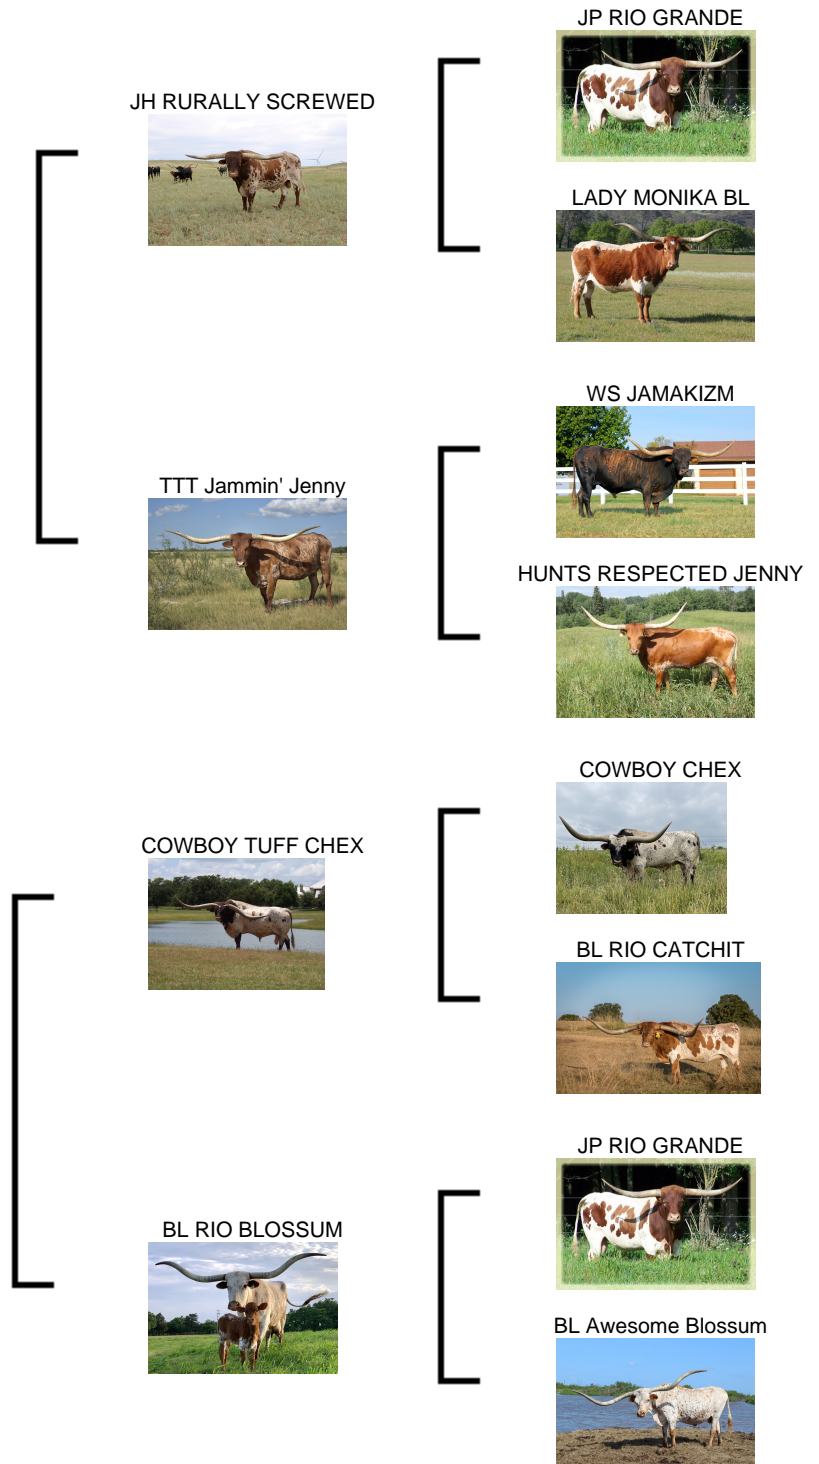 JP RIO GRANDE
JH RURALLY SCREWED
LADY MONIKA BL
WS JAMAKIZM
TTT Jammin' Jenny
HUNTS RESPECTED JENNY
COWBOY CHEX
COWBOY TUFF CHEX
BL RIO CATCHIT
JP RIO GRANDE
BL RIO BLOSSUM
BL Awesome Blossum